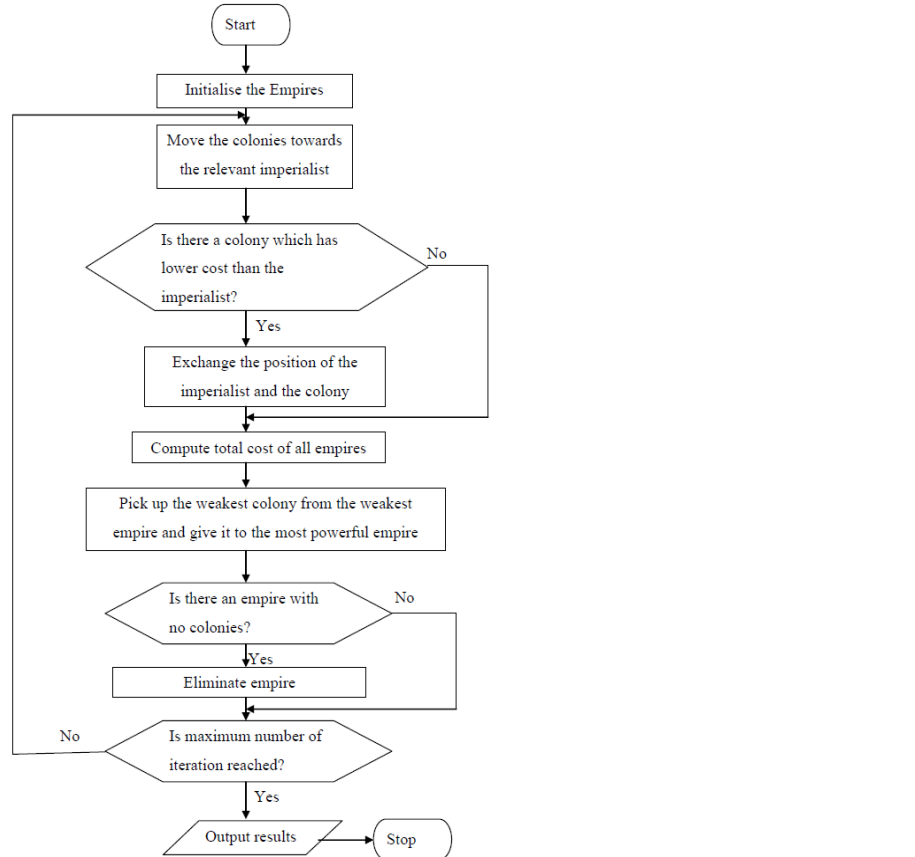 Start
Initialise the Empires
Move the colonies towards
the relevant imperialist
Is there a colony which has
lower cost than the
imperialist?
No
Yes
Exchange the position of the
imperialist and the colony
Compute total cost of all empires
Pick up the weakest colony from the weakest
empire and give it to the most powerful empire
Is there an empire with
no colonies?
No
Yes
Eliminate empire
Is maximum number of
iteration reached?
No
Yes
Output results
Stop